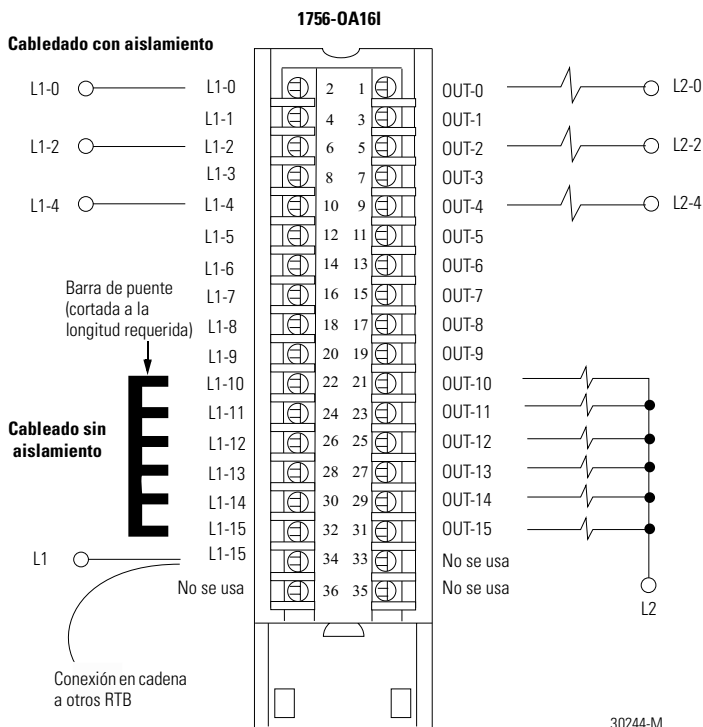 1756-OA16I
Cabledado con aislamiento
L1-0 L1-0 2 1 OUT-0 L2-0
L1-1 4 3 OUT-1
L1-2 L1-2 6 5 OUT-2 L2-2
L1-3 8 7 OUT-3
L1-4 L1-4 10 9 OUT-4 L2-4
L1-5 12 11 OUT-5
L1-6 14 13 OUT-6
Barra de puente
(cortada a la
longitud requerida)
L1-7 16 15 OUT-7
L1-8 18 17 OUT-8
L1-9 20 19 OUT-9
L1-10 22 21 OUT-10
L1-11 24 23 OUT-11
Cableado sin
aislamiento
L1-12 26 25 OUT-12
L1-13 28 27 OUT-13
L1-14 30 29 OUT-14
L1-15 32 31 OUT-15
L1 L1-15 34 33 No se usa
No se usa 36 35 No se usa
L2
Conexión en cadena
a otros RTB
30244-M